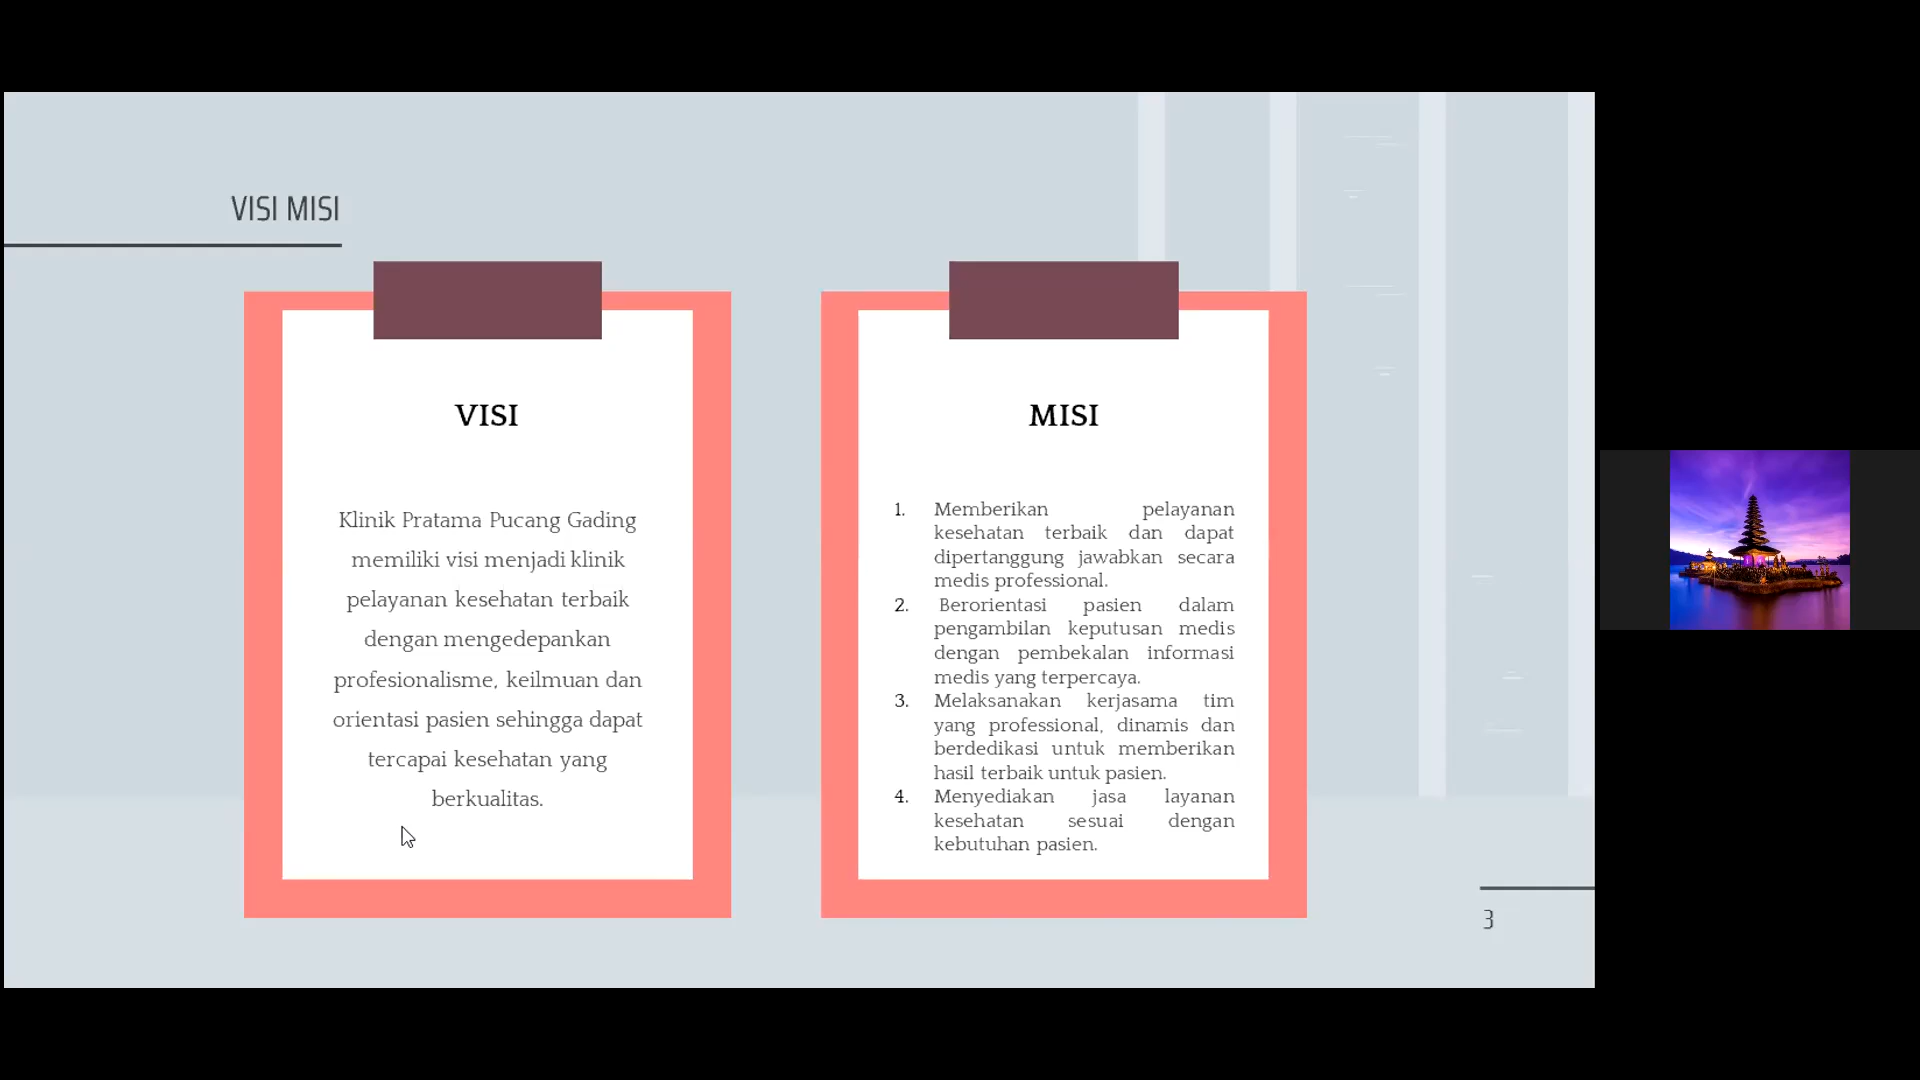 VISI MISI
VISI
Klinik Pratama Pucang Gading
memiliki visi menjadi klinik
pelayanan kesehatan terbaik
dengan mengedepankan
profesionalisme, keilmuan dan
orientasi pasien sehingga dapat
tercapai kesehatan yang
berkualitas.
MISI
1. Memberikan pelayanan
kesehatan terbaik dan dapat
dipertanggung jawabkan secara
medis professional.
2. Berorientasi pasien dalam
pengambilan keputusan medis
dengan pembekalan informasi
medis yang terpercaya.
3. Melaksanakan kerjasama tim
yang professional, dinamis dan
berdedikasi untuk memberikan
hasil terbaik untuk pasien.
4. Menyediakan jasa layanan
kesehatan sesuai dengan
kebutuhan pasien.
3